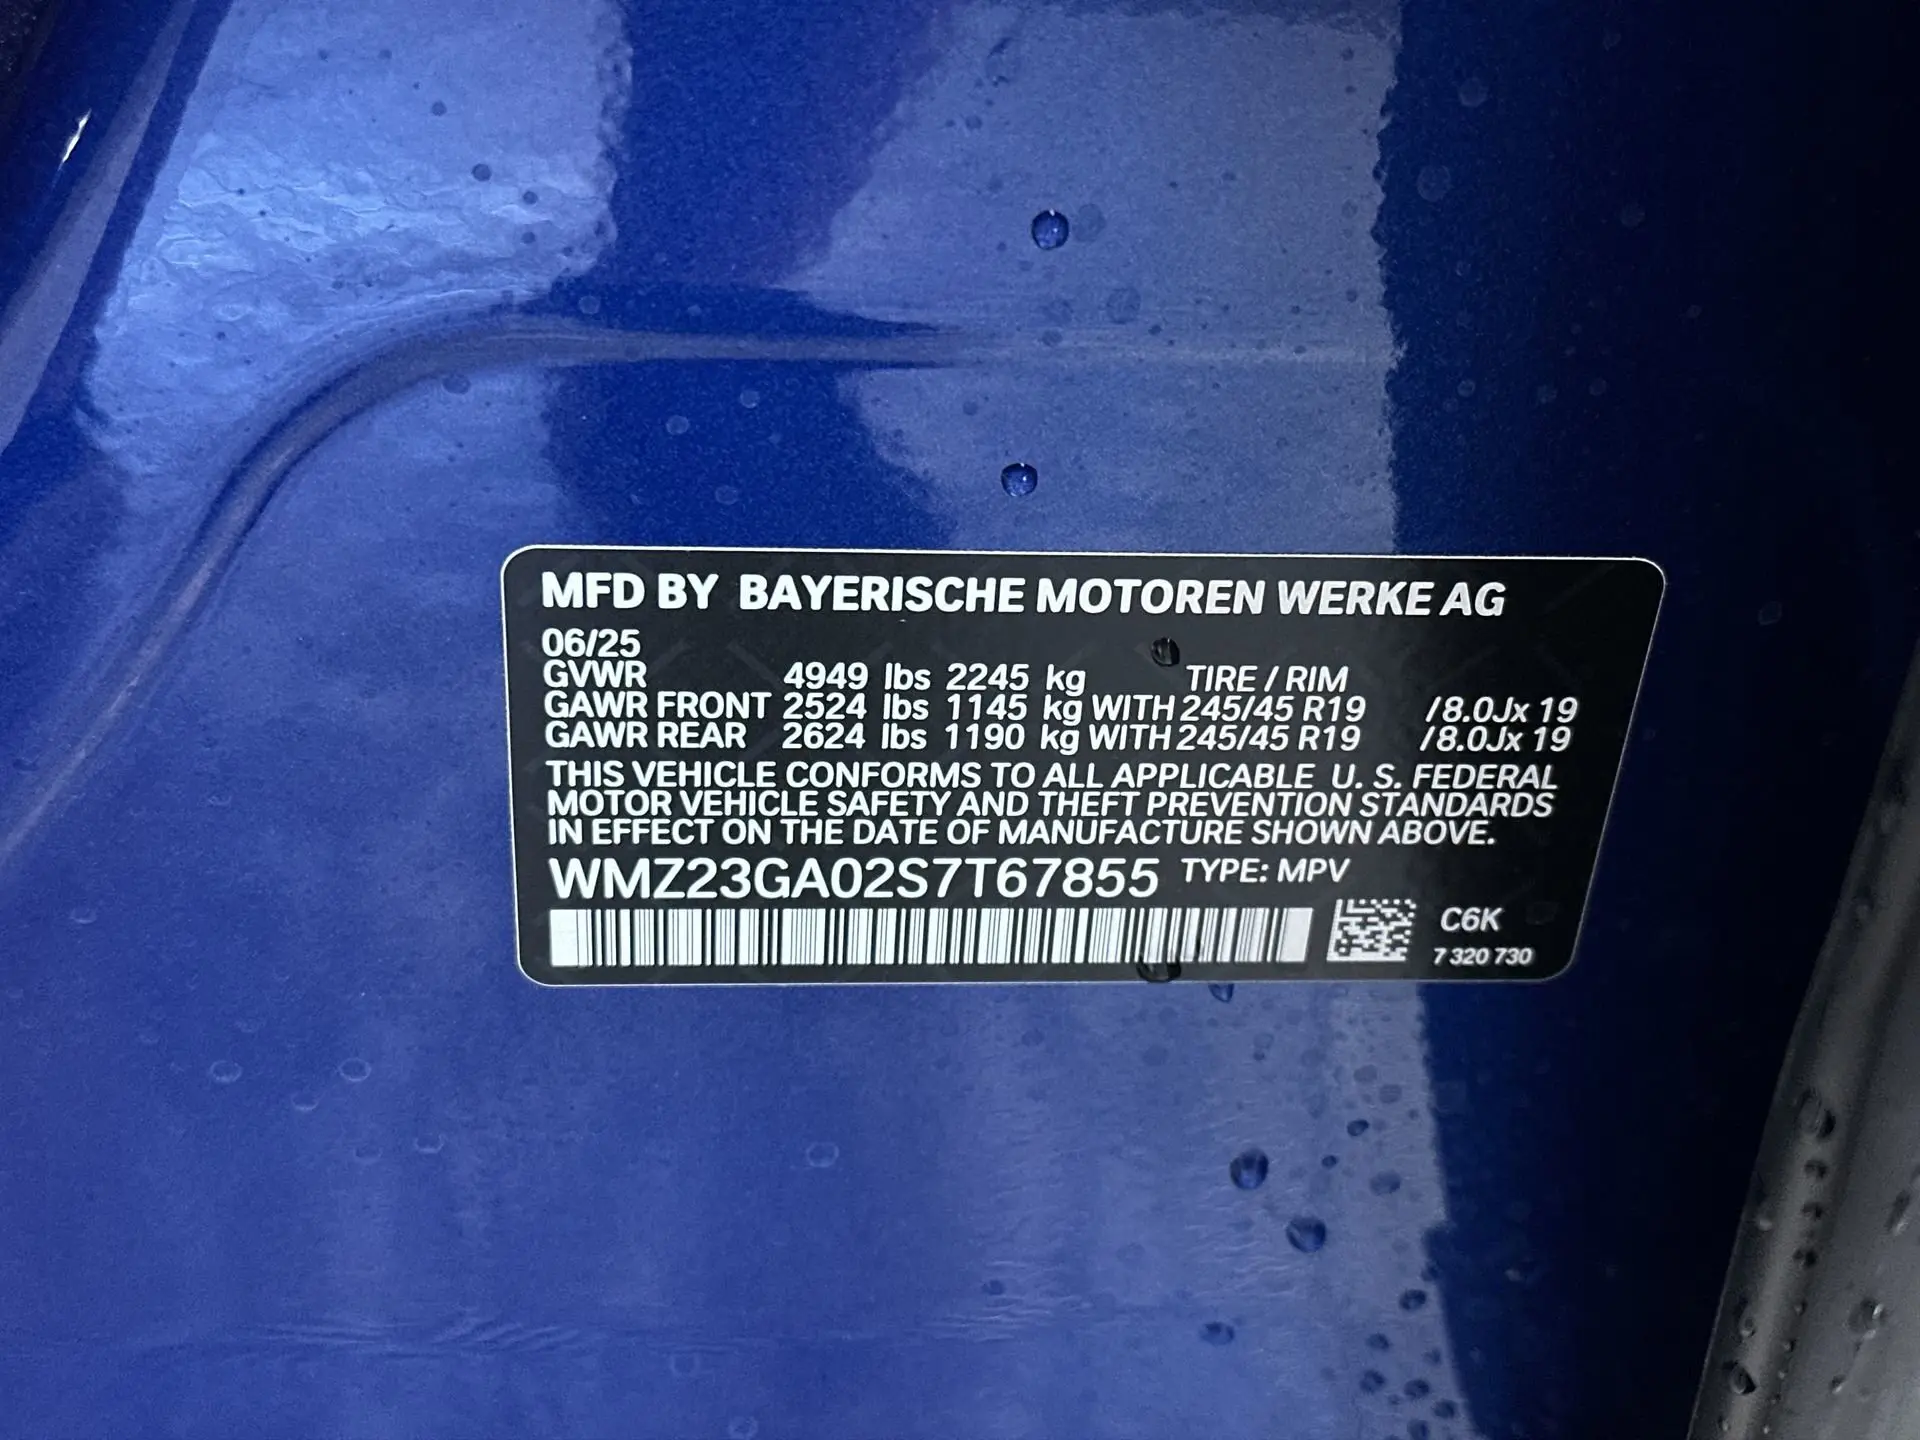 MFD BY BAYERISCHE MOTOREN WERKE AG
06/25
GVWR 4949 lbs 2245 kg TIRE / RIM
GAWR FRONT 2524 lbs 1145 kg WITH 245/45 R19 /8.0Jx 19
GAWR REAR 2624 lbs 1190 kg WITH 245/45 R19 /8.0Jx 19
THIS VEHICLE CONFORMS TO ALL APPLICABLE U. S. FEDERAL
MOTOR VEHICLE SAFETY AND THEFT PREVENTION STANDARDS
IN EFFECT ON THE DATE OF MANUFACTURE SHOWN ABOVE.
WMZ23GA02S7T67855 TYPE: MPV
C6K
7 320 730